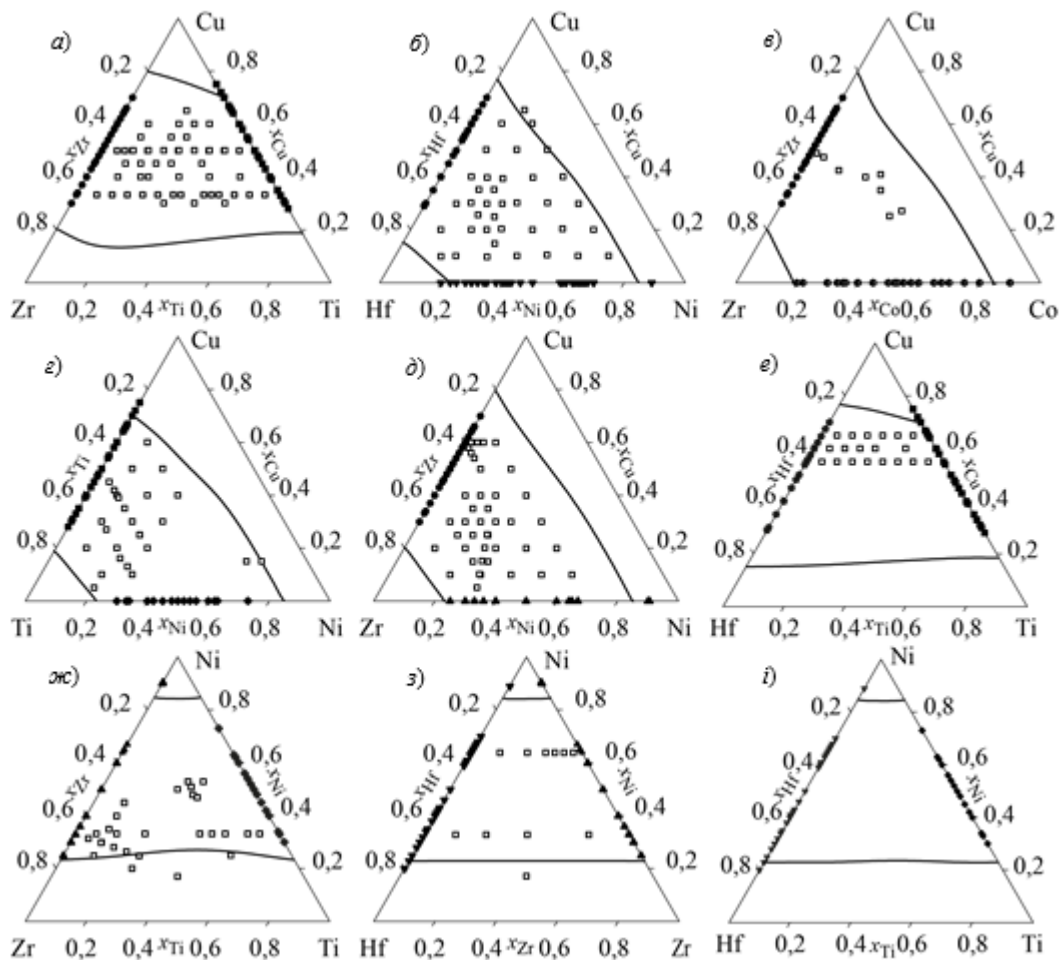 а) Cu
0,2 0,8
0,4 xZr 0,6 xCu
0,6 0,4
0,8 0,2
Zr 0,2 0,4 xTi 0,6 0,8 Ti
б) Cu
0,2 0,8
0,4 xHf 0,6 xCu
0,6 0,4
0,8 0,2
Hf 0,2 0,4 xNi 0,6 0,8 Ni
в) Cu
0,2 0,8
0,4 xZr 0,6 xCu
0,6 0,4
0,8 0,2
Zr 0,2 0,4 xCo 0,6 0,8 Co
г) Cu
0,2 0,8
0,4 xTi 0,6 xCu
0,6 0,4
0,8 0,2
Ti 0,2 0,4 xNi 0,6 0,8 Ni
д) Cu
0,2 0,8
0,4 xZr 0,6 xCu
0,6 0,4
0,8 0,2
Zr 0,2 0,4 xNi 0,6 0,8 Ni
е) Cu
0,2 0,8
0,4 xHf 0,6 xCu
0,6 0,4
0,8 0,2
Hf 0,2 0,4 xTi 0,6 0,8 Ti
ж) Ni
0,2 0,8
0,4 xZr 0,6 xNi
0,6 0,4
0,8 0,2
Zr 0,2 0,4 xTi 0,6 0,8 Ti
з) Ni
0,2 0,8
0,4 xHf 0,6 xNi
0,6 0,4
0,8 0,2
Hf 0,2 0,4 xZr 0,6 0,8 Zr
і) Ni
0,2 0,8
0,4 xHf 0,6 xNi
0,6 0,4
0,8 0,2
Hf 0,2 0,4 xTi 0,6 0,8 Ti